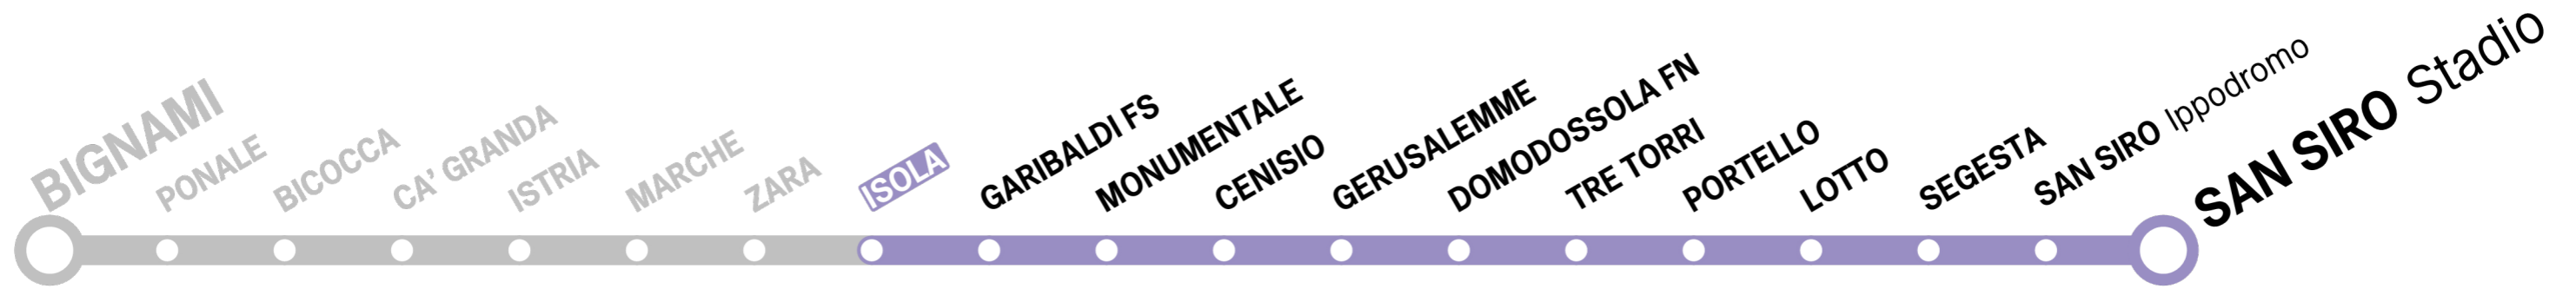 BIGNAMI
PONALE
BICOCCA
CA’ GRANDA
ISTRIA
MARCHE
ZARA
ISOLA
GARIBALDI FS
MONUMENTALE
CENISIO
GERUSALEMME
DOMODOSSOLA FN
TRE TORRI
PORTELLO
LOTTO
SEGESTA
SAN SIRO Ippodromo
SAN SIRO Stadio